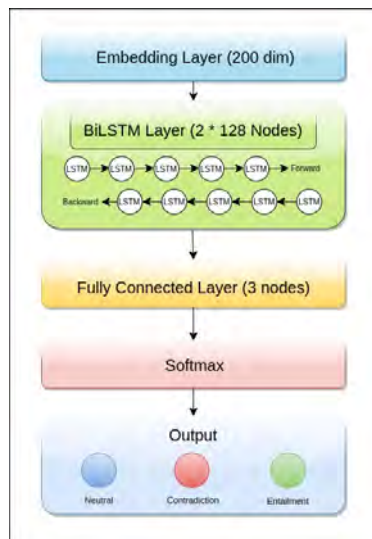 Embedding Layer (200 dim)
BiLSTM Layer (2 * 128 Nodes)
LSTM LSTM LSTM LSTM LSTM Forward
Backward LSTM LSTM LSTM LSTM LSTM
Fully Connected Layer (3 nodes)
Softmax
Output
Neutral Contradiction Entailment